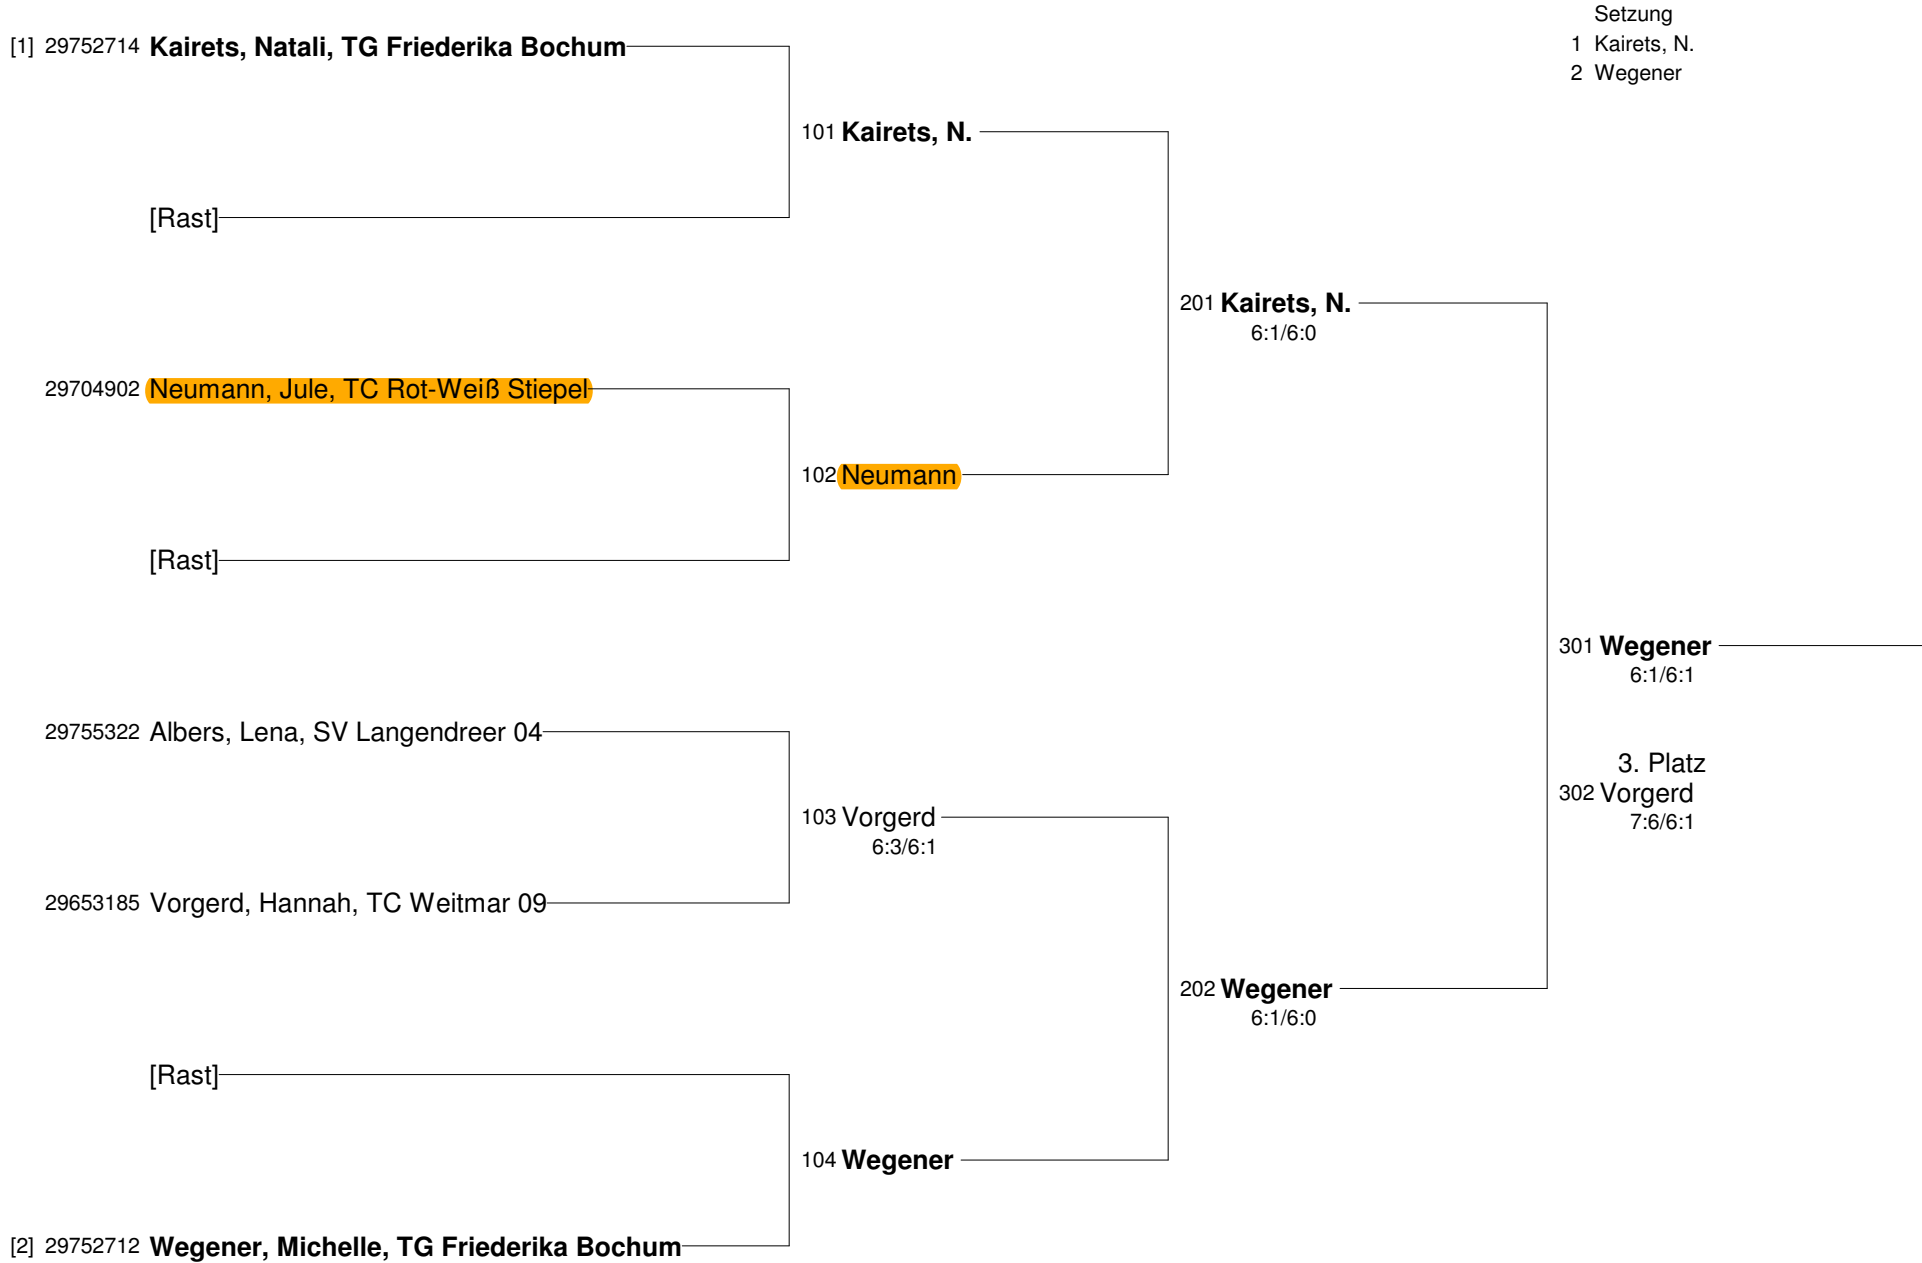 Setzung
1 Kairets, N.
2 Wegener
[1] 29752714 Kairets, Natali, TG Friederika Bochum
101 Kairets, N.
[Rast]
201 Kairets, N.
6:1/6:0
29704902 Neumann, Jule, TC Rot-Weiß Stiepel
102 Neumann
[Rast]
301 Wegener
6:1/6:1
29755322 Albers, Lena, SV Langendreer 04
3. Platz
302 Vorgerd
7:6/6:1
103 Vorgerd
6:3/6:1
29653185 Vorgerd, Hannah, TC Weitmar 09
202 Wegener
6:1/6:0
[Rast]
104 Wegener
[2] 29752712 Wegener, Michelle, TG Friederika Bochum